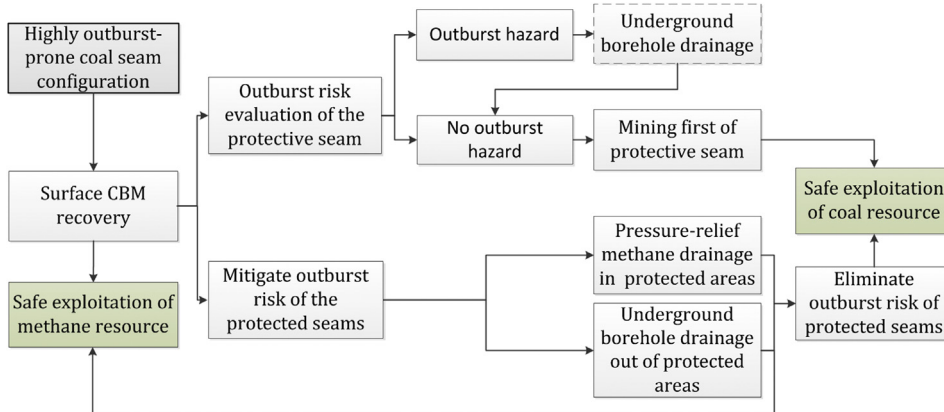 Highly outburst-
prone coal seam
configuration
Surface CBM
recovery
Safe exploitation of
methane resource
Outburst risk
evaluation of the
protective seam
Mitigate outburst
risk of the
protected seams
Outburst hazard
No outburst
hazard
Underground
borehole drainage
Mining first of
protective seam
Pressure-relief
methane drainage
in protected areas
Underground
borehole drainage
out of protected
areas
Safe exploitation
of coal resource
Eliminate
outburst risk of
protected seams